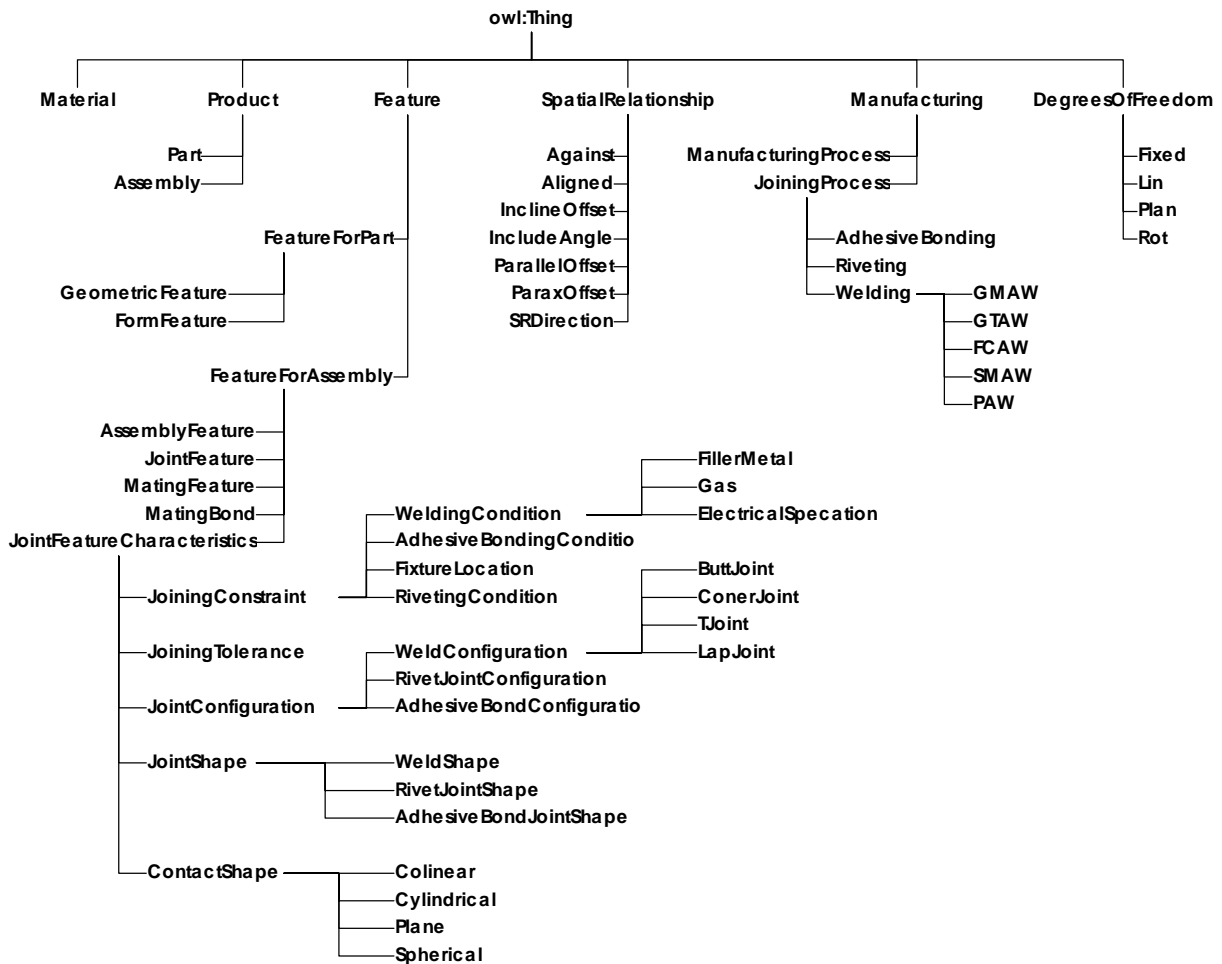 owl:Thing
Material Product Feature SpatialRelationship Manufacturing DegreesOfFreedom
Part Against ManufacturingProcess Fixed
Assembly Aligned JoiningProcess Lin
InclineOffset Plan
FeatureForPart IncludeAngle AdhesiveBonding Rot
ParallelOffset Riveting
GeometricFeature ParaxOffset Welding GMAW
FormFeature SRDirection GTAW
FCAW
FeatureForAssembly SMAW
PAW
AssemblyFeature
JointFeature FillerMetal
MatingFeature Gas
MatingBond WeldingCondition ElectricalSpecation
JointFeatureCharacteristics AdhesiveBondingConditio
FixtureLocation ButtJoint
JoiningConstraint RivetingCondition ConerJoint
TJoint
JoiningTolerance WeldConfiguration LapJoint
RivetJointConfiguration
JointConfiguration AdhesiveBondConfiguratio
JointShape WeldShape
RivetJointShape
AdhesiveBondJointShape
ContactShape Colinear
Cylindrical
Plane
Spherical